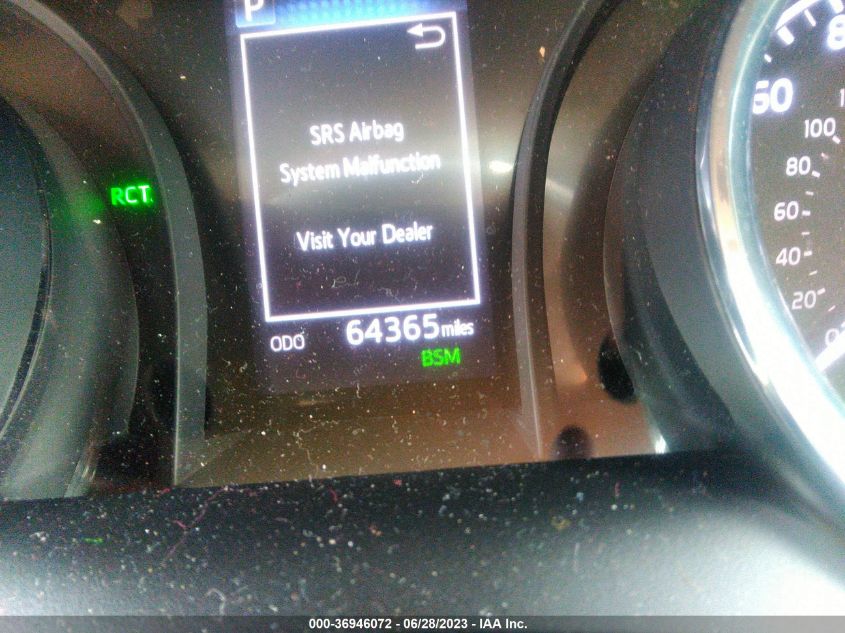 P
SRS Airbag
System Malfunction
Visit Your Dealer
RCT
ODO 64365 miles
BSM
60
100
80
60
40
20
000-36946072 / 06/28/2023 - IAA Inc.